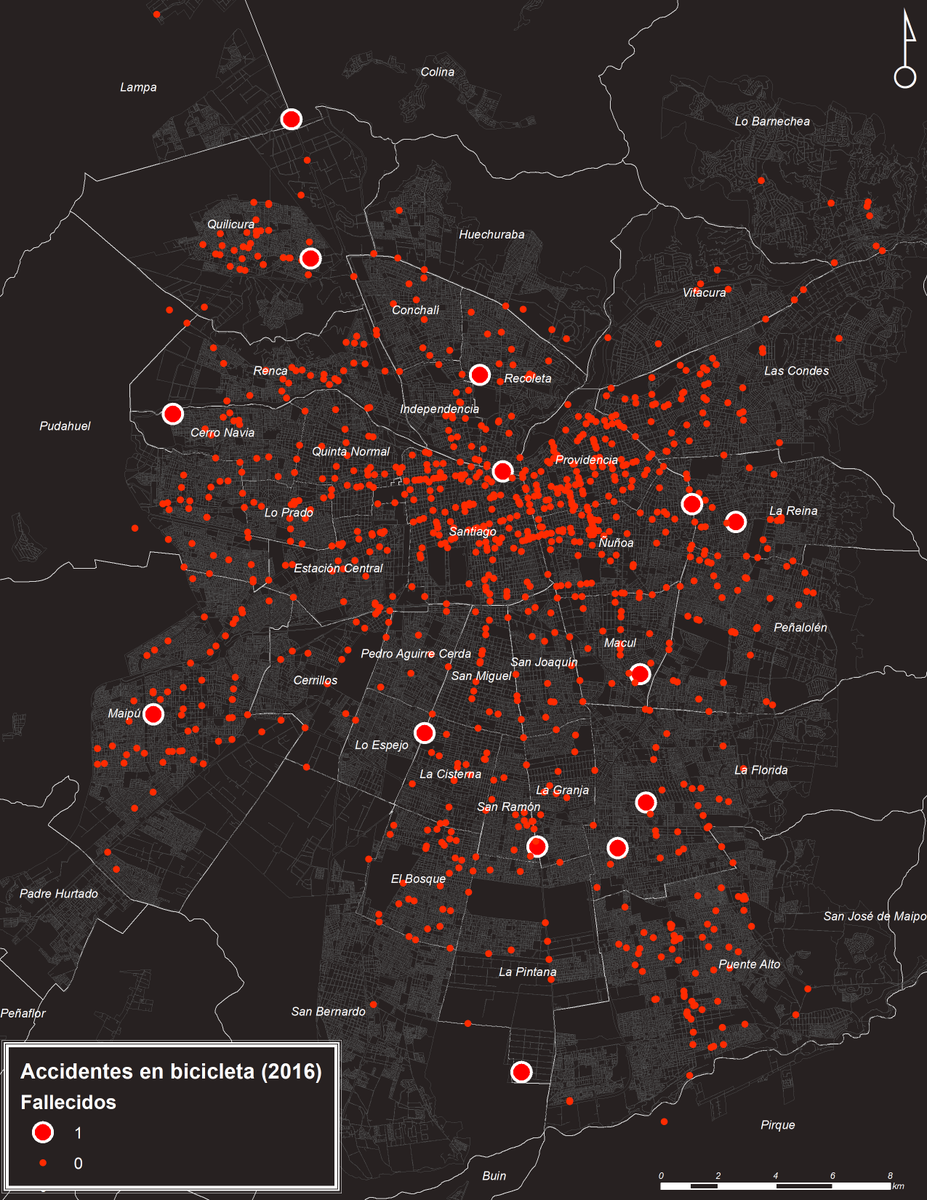 Colina
Lampa
Lo Barnechea
Quilicura
Huechuraba
Vitacura
Conchalí
Renca
Recoleta
Las Condes
Independencia
Pudahuel
Cerro Navia
Quinta Normal
Providencia
Lo Prado
La Reina
Santiago
Ñuñoa
Estación Central
Peñalolén
Macul
Pedro Aguirre Cerda
San Joaquín
San Miguel
Cerrillos
Maipú
Lo Espejo
La Cisterna
La Florida
La Granja
San Ramón
El Bosque
Padre Hurtado
San José de Maipo
Puente Alto
La Pintana
San Bernardo
Peñaflor
Accidentes en bicicleta (2016)
Fallecidos
1
0
Pirque
Buin
0 2 4 6 8
km